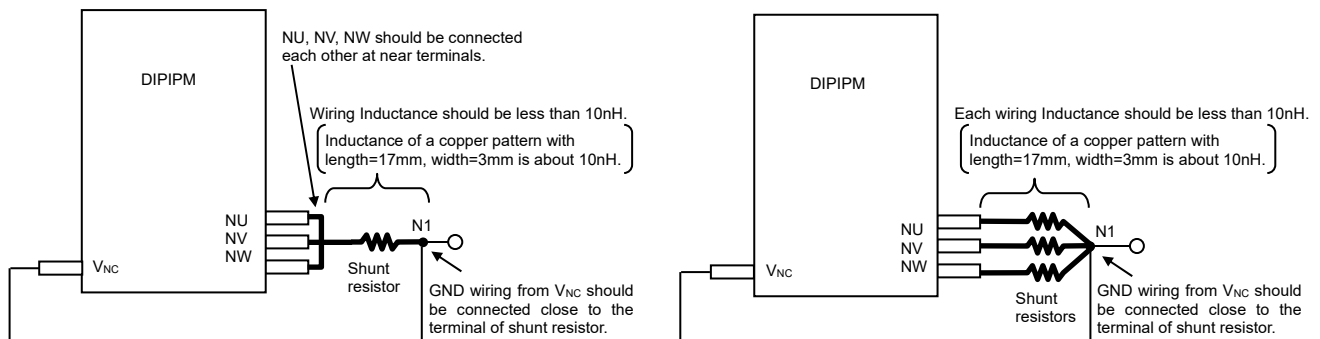 NU, NV, NW should be connected
each other at near terminals.
DIPIPM
Wiring Inductance should be less than 10nH.
Inductance of a copper pattern with
length=17mm, width=3mm is about 10nH.
NU
NV
NW
N1
VNC
Shunt
resistor
GND wiring from VNC should
be connected close to the
terminal of shunt resistor.
DIPIPM
Each wiring Inductance should be less than 10nH.
Inductance of a copper pattern with
length=17mm, width=3mm is about 10nH.
NU
NV
NW
N1
VNC
Shunt
resistors
GND wiring from VNC should
be connected close to the
terminal of shunt resistor.